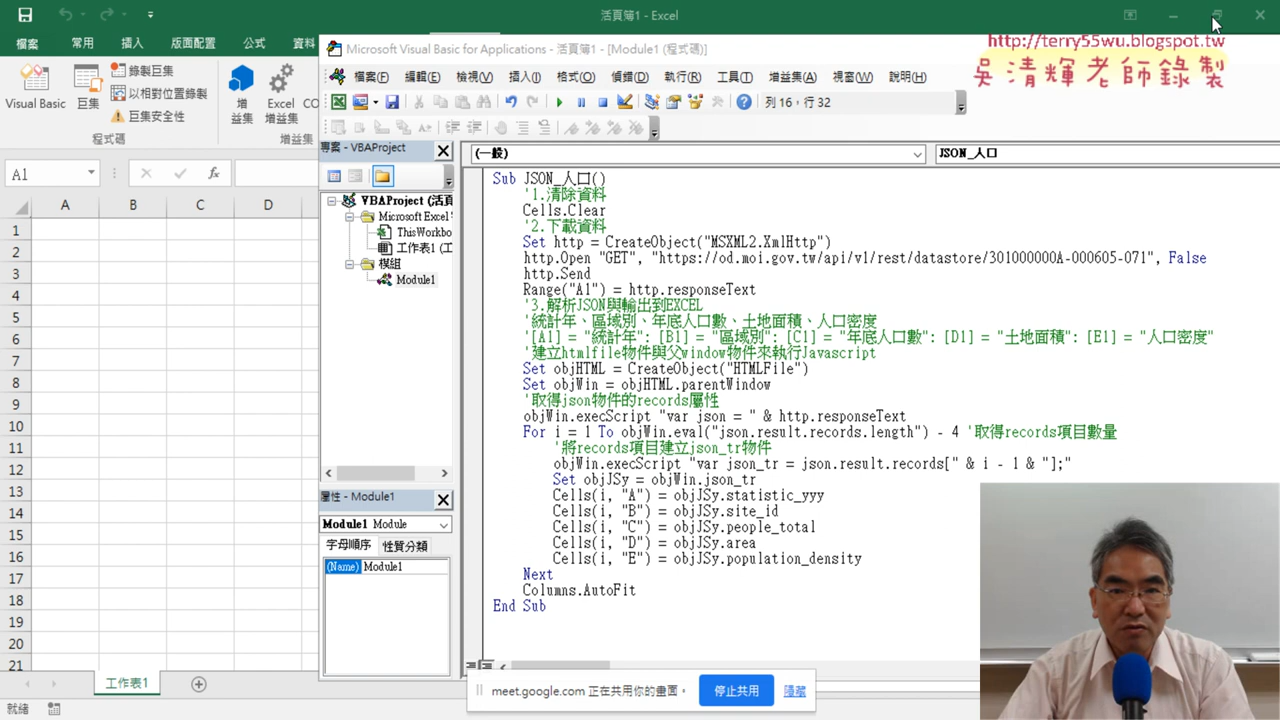 活頁簿1 - Excel
檔案 常用 插入 版面配置 公式 資料
Visual Basic
巨集
錄製巨集
以相對位置錄製
巨集安全性
程式碼
增益集
Excel 增益集
CO
增益集
A1
fx
A B C D
1
2
3
4
5
6
7
8
9
10
11
12
13
14
15
16
17
18
19
20
21
工作表1
就緒
Microsoft Visual Basic for Applications - 活頁簿1 - [Module1 (程式碼)]
http://terry55wu.blogspot.tw
吳清輝老師錄製
檔案(F) 編輯(E) 檢視(V) 插入(I) 格式(O) 偵錯(D) 執行(R) 工具(T) 增益集(A) 視窗(W) 說明(H)
列 16，行 32
專案 - VBAProject
VBAProject (活頁
Microsoft Excel
ThisWorkbo
工作表1 (工
模組
Module1
屬性 - Module1
Module1 Module
字母順序 性質分類
(Name) Module1
(一般) JSON_人口
Sub JSON_人口()
'1.清除資料
Cells.Clear
'2.下載資料
Set http = CreateObject("MSXML2.XmlHttp")
http.Open "GET", "https://od.moi.gov.tw/api/v1/rest/datastore/301000000A-000605-071", False
http.Send
Range("A1") = http.responseText
'3.解析JSON與輸出到EXCEL
'統計年、區域別、年底人口數、土地面積、人口密度
'[A1] = "統計年": [B1] = "區域別": [C1] = "年底人口數": [D1] = "土地面積": [E1] = "人口密度"
'建立htmlfile物件與父window物件來執行Javascript
Set objHTML = CreateObject("HTMLFile")
Set objWin = objHTML.parentWindow
'取得json物件的records屬性
objWin.execScript "var json = " & http.responseText
For i = 1 To objWin.eval("json.result.records.length") - 4 '取得records項目數量
'將records項目建立json_tr物件
objWin.execScript "var json_tr = json.result.records[" & i - 1 & "];"
Set objJSy = objWin.json_tr
Cells(i, "A") = objJSy.statistic_yyy
Cells(i, "B") = objJSy.site_id
Cells(i, "C") = objJSy.people_total
Cells(i, "D") = objJSy.area
Cells(i, "E") = objJSy.population_density
Next
Columns.AutoFit
End Sub
meet.google.com 正在共用你的畫面。 停止共用 隱藏